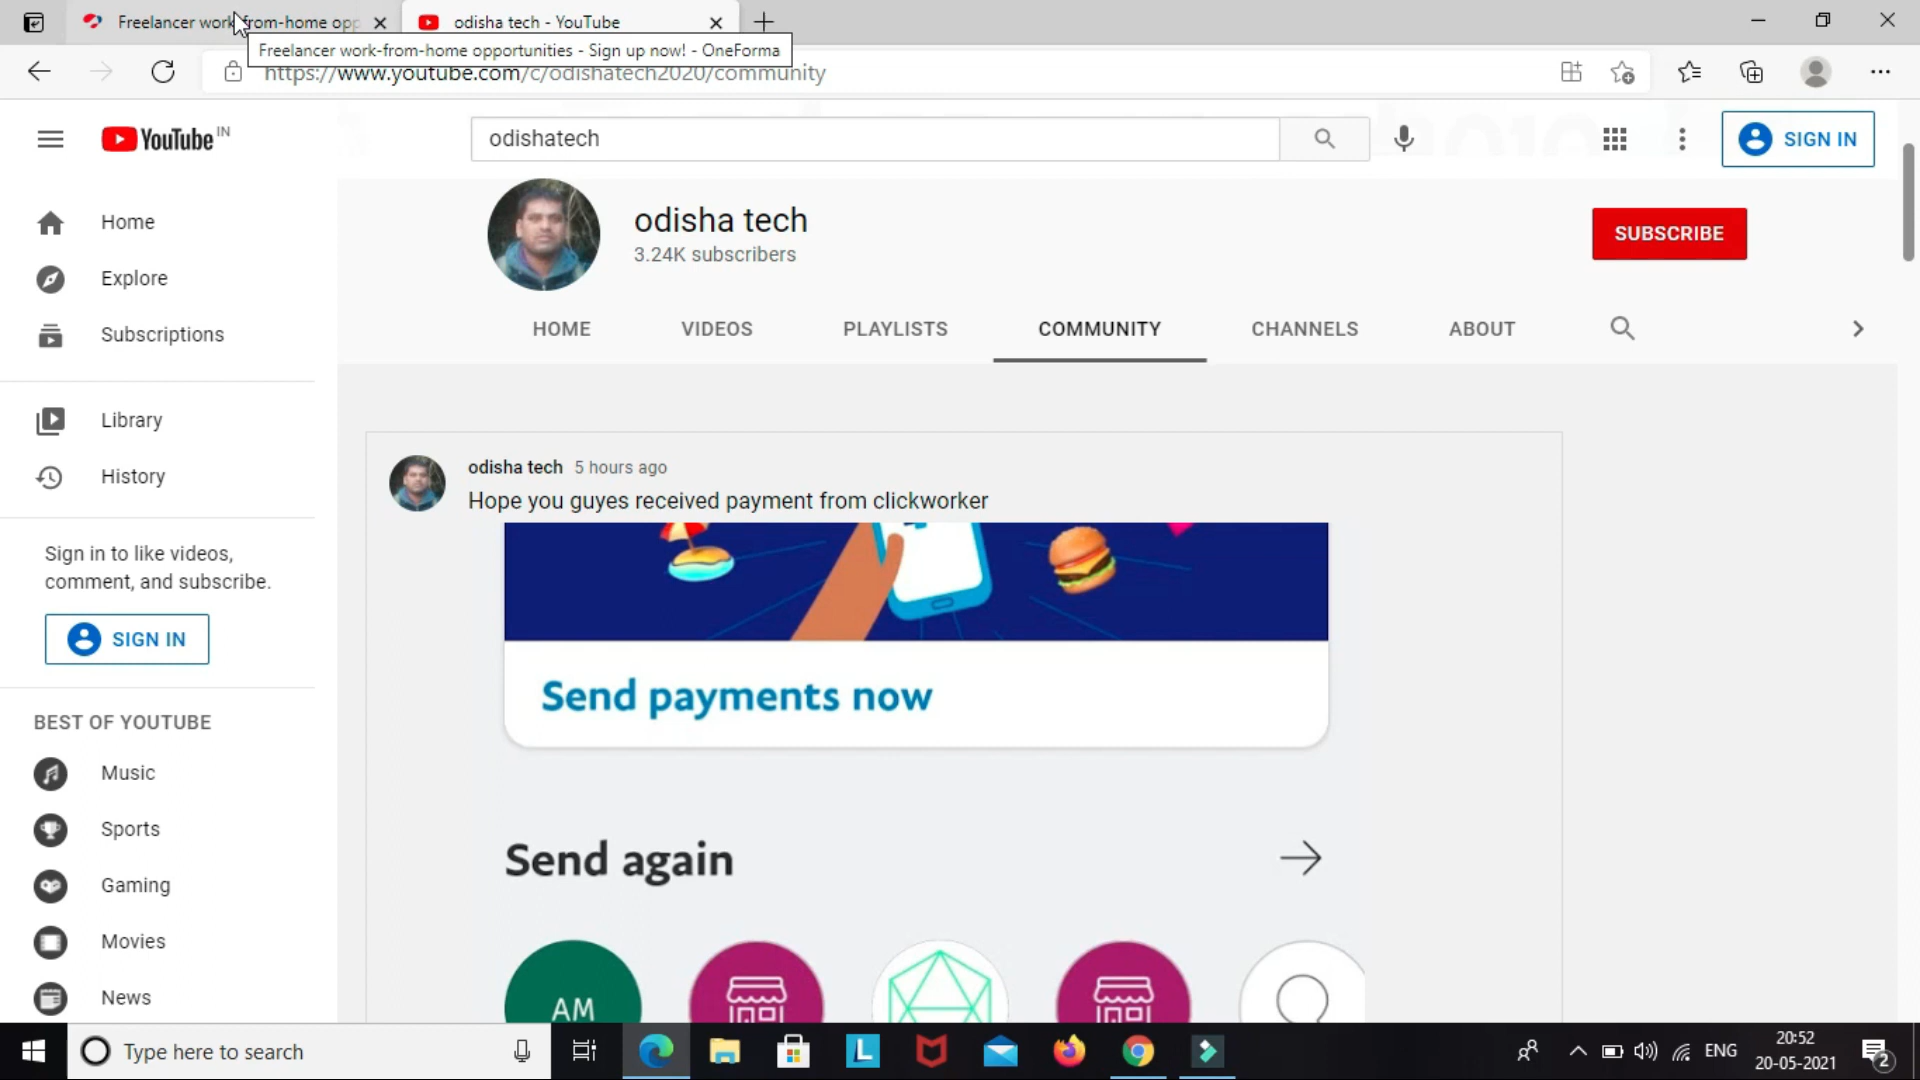 Freelancer work-from-home opp
odisha tech - YouTube
Freelancer work-from-home opportunities - Sign up now! - OneForma
https://www.youtube.com/c/odishatech2020/community
YouTube IN
odishatech
SIGN IN
odisha tech
3.24K subscribers
SUBSCRIBE
HOME VIDEOS PLAYLISTS COMMUNITY CHANNELS ABOUT
Home
Explore
Subscriptions
Library
History
Sign in to like videos,
comment, and subscribe.
SIGN IN
BEST OF YOUTUBE
Music
Sports
Gaming
Movies
News
odisha tech 5 hours ago
Hope you guyes received payment from clickworker
Send payments now
Send again
AM
Type here to search
L
ENG
20:52
20-05-2021
2